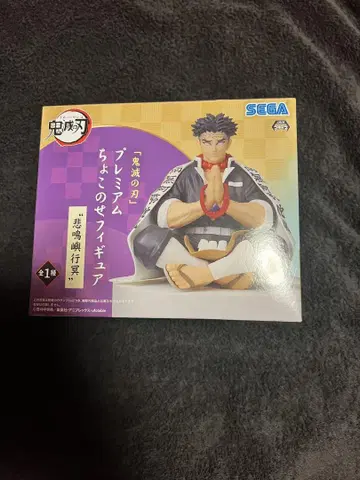 鬼滅の刃
SEGA
「鬼滅の刃」
プレミアム
ちょこのせフィギュア
"悲鳴嶼行冥"
全1種